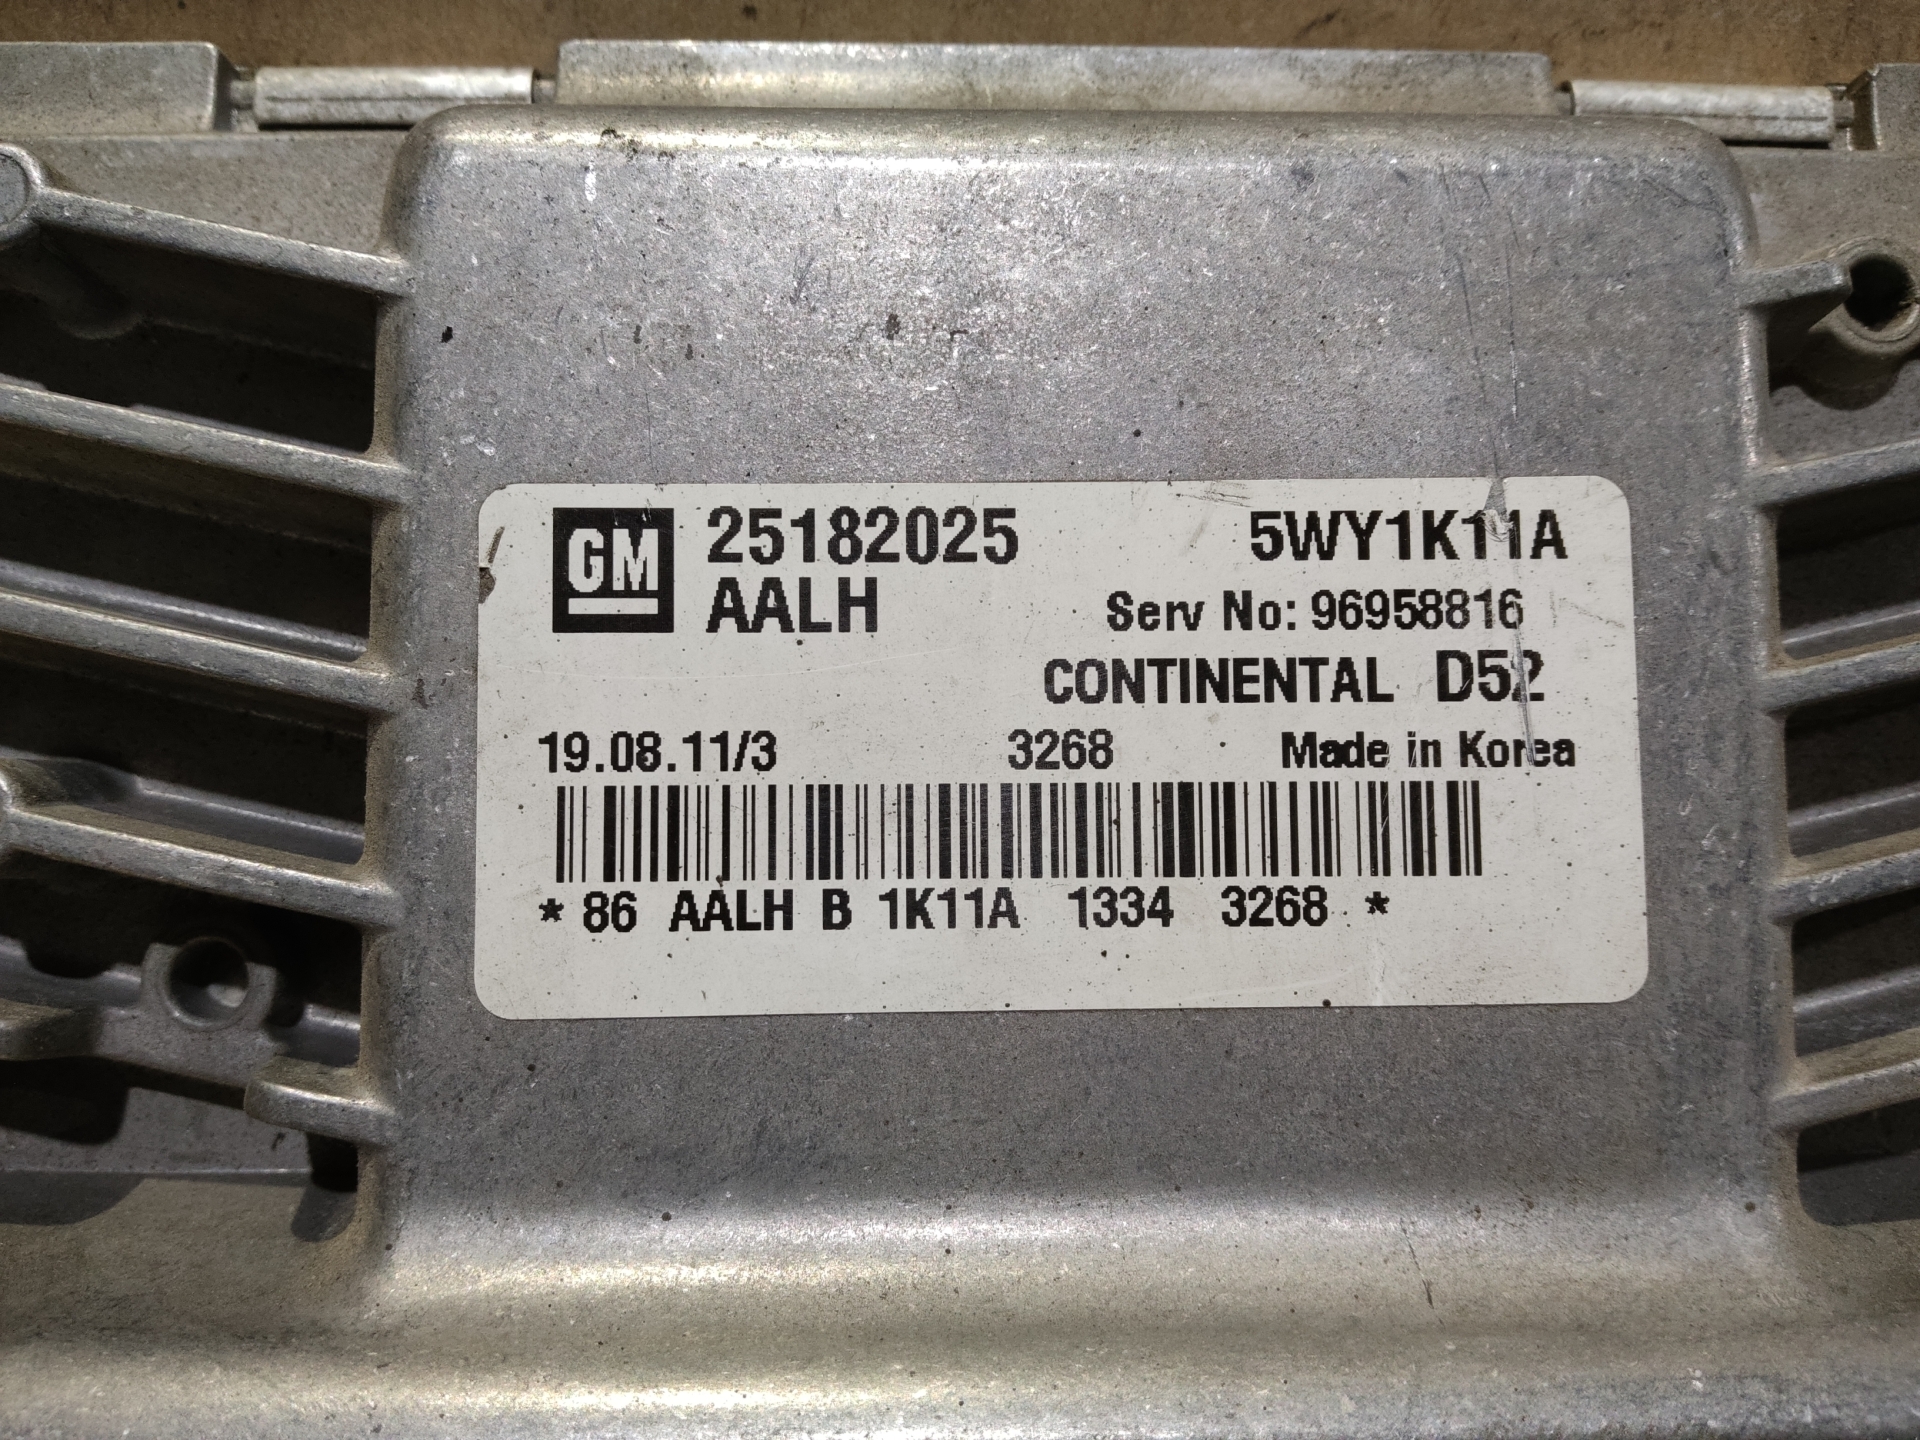 GM 25182025 5WY1K11A
AALH Serv No: 96958816
CONTINENTAL D52
19.08.11/3 3268 Made in Korea
* 86 AALH B 1K11A 1334 3268 *